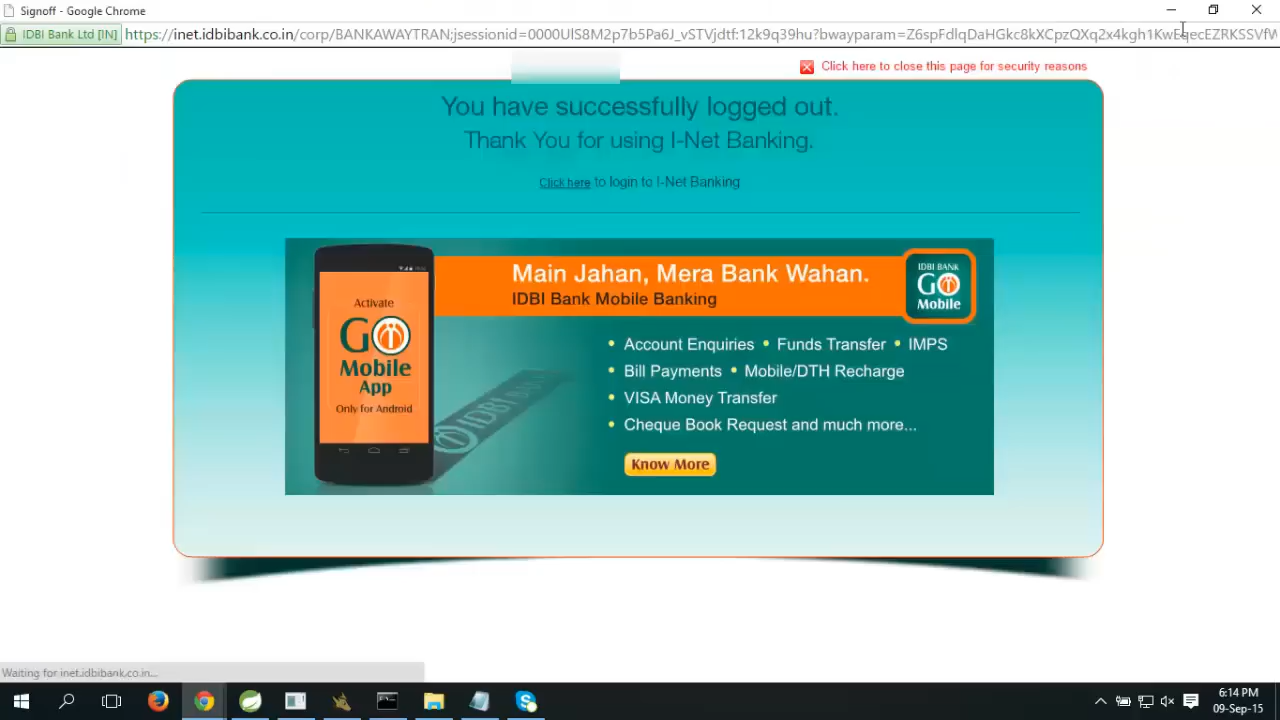 Signoff - Google Chrome
IDBI Bank Ltd [IN] https://inet.idbibank.co.in/corp/BANKAWAYTRAN;jsessionid=0000UlS8M2p7b5Pa6J_vSTVjdtf:12k9q39hu?bwayparam=Z6spFdlqDaHGkc8kXCpzQXq2x4kgh1KwEqecEZRKSSVfW
Click here to close this page for security reasons
You have successfully logged out.
Thank You for using I-Net Banking.
Click here to login to I-Net Banking
Main Jahan, Mera Bank Wahan.
IDBI Bank Mobile Banking
IDBI BANK
GO
Mobile
Activate
GO
Mobile
App
Only for Android
IDBI BANK
• Account Enquiries • Funds Transfer • IMPS
• Bill Payments • Mobile/DTH Recharge
• VISA Money Transfer
• Cheque Book Request and much more...
Know More
Waiting for inet.idbibank.co.in...
6:14 PM
09-Sep-15